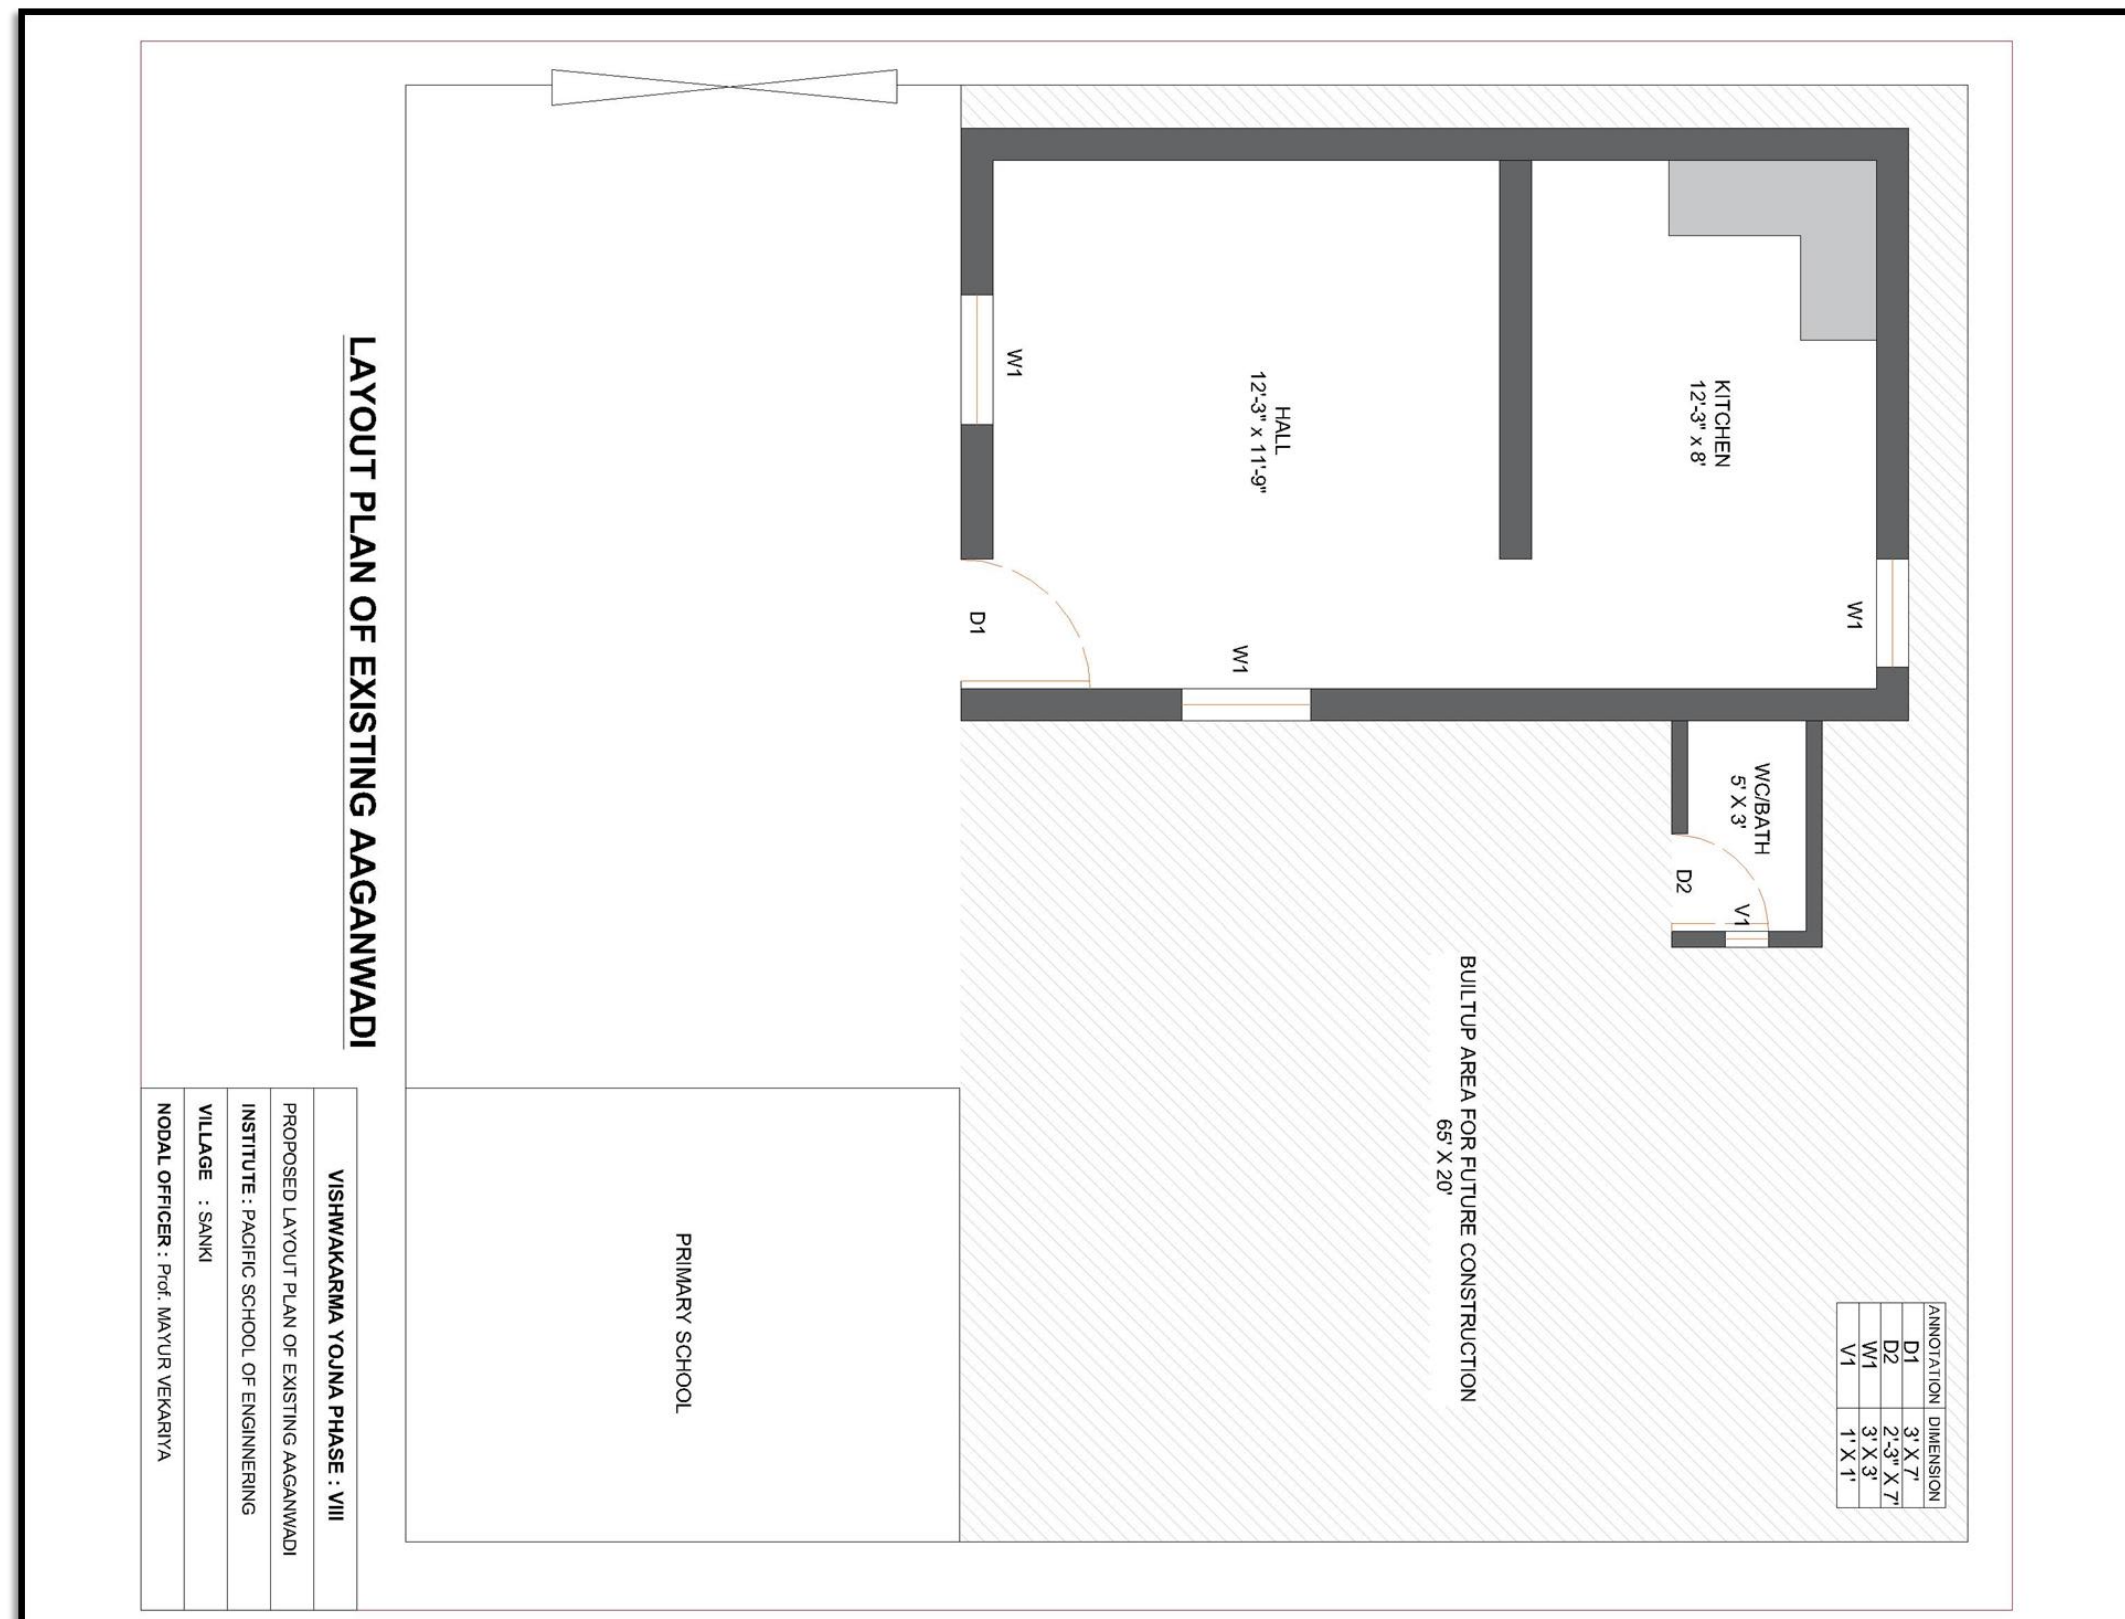 ANNOTATION DIMENSION
D1 3' X 7'
D2 2'-3" X 7'
W1 3' X 3'
V1 1' X 1'
W1
KITCHEN
12'-3" x 8'
WC/BATH
5' X 3'
V1
D2
BUILTUP AREA FOR FUTURE CONSTRUCTION
65' X 20'
HALL
12'-3" x 11'-9"
W1
W1
D1
PRIMARY SCHOOL
LAYOUT PLAN OF EXISTING AAGANWADI
VISHWAKARMA YOJNA PHASE : VIII
PROPOSED LAYOUT PLAN OF EXISTING AAGANWADI
INSTITUTE : PACIFIC SCHOOL OF ENGINNERING
VILLAGE : SANKI
NODAL OFFICER : Prof. MAYUR VEKARIYA